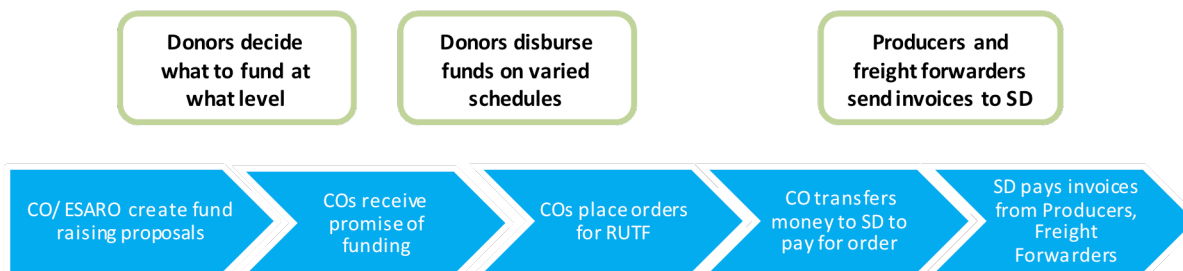 Donors decide
what to fund at
what level
Donors disburse
funds on varied
schedules
Producers and
freight forwarders
send invoices to SD
CO/ ESARO create fund
raising proposals
COs receive
promise of
funding
COs place orders
for RUTF
CO transfers
money to SD to
pay for order
SD pays invoices
from Producers,
Freight
Forwarders